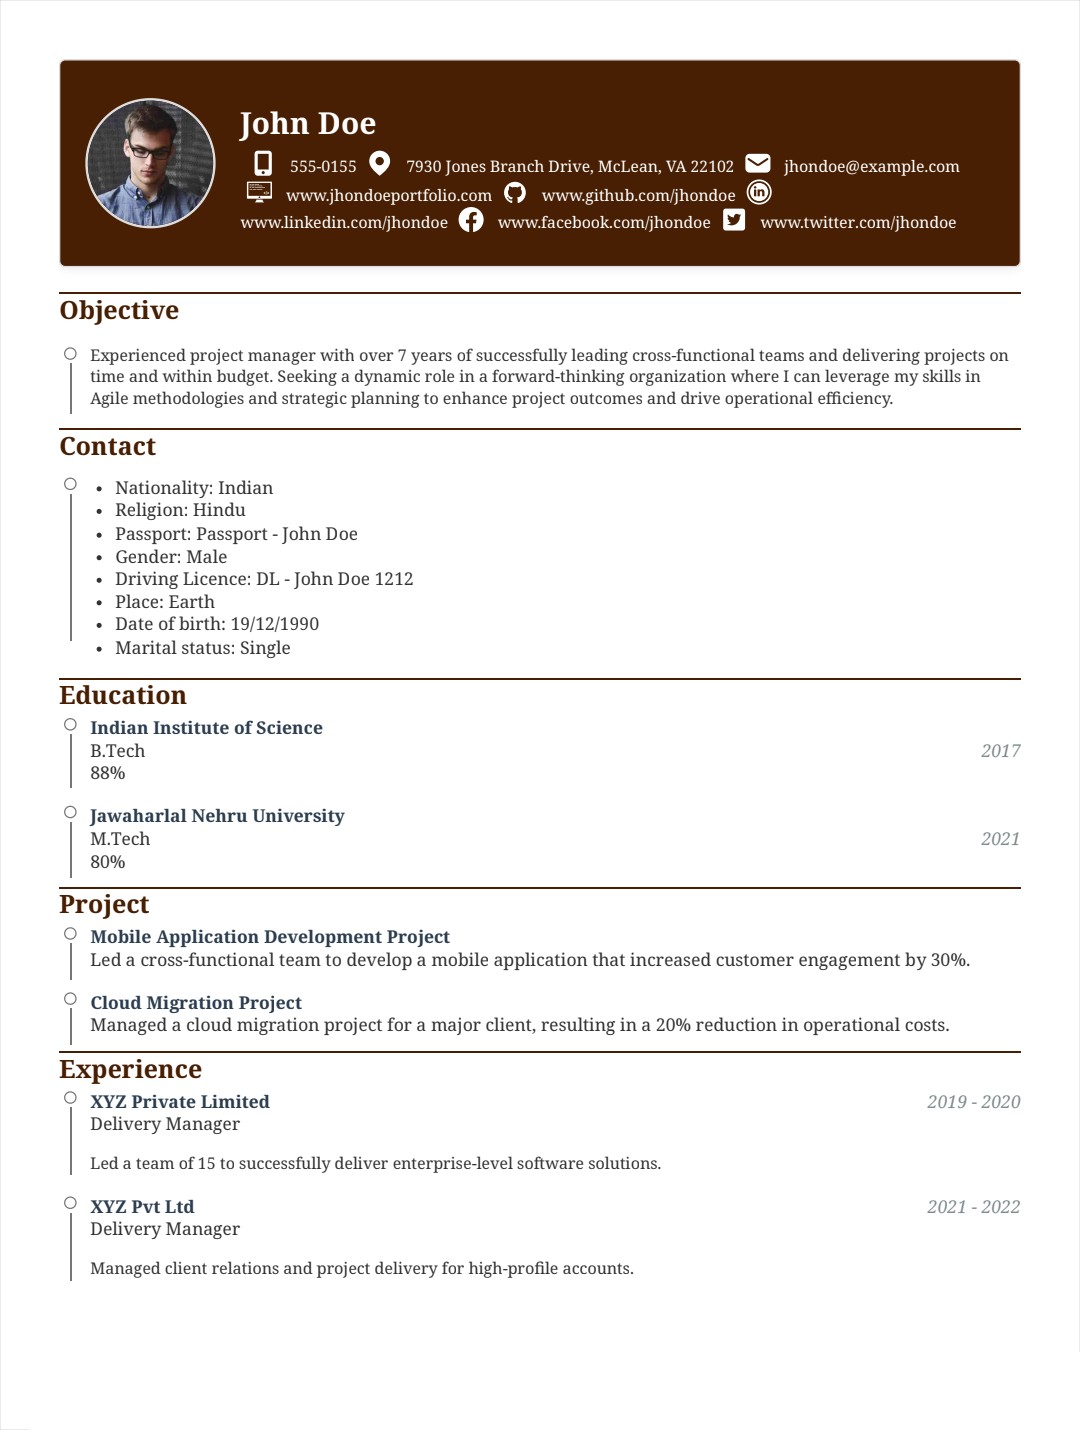 John Doe
555-0155 7930 Jones Branch Drive, McLean, VA 22102 jhondoe@example.com
www.jhondoeportfolio.com www.github.com/jhondoe
www.linkedin.com/jhondoe www.facebook.com/jhondoe www.twitter.com/jhondoe
Objective
Experienced project manager with over 7 years of successfully leading cross-functional teams and delivering projects on
time and within budget. Seeking a dynamic role in a forward-thinking organization where I can leverage my skills in
Agile methodologies and strategic planning to enhance project outcomes and drive operational efficiency.
Contact
• Nationality: Indian
• Religion: Hindu
• Passport: Passport - John Doe
• Gender: Male
• Driving Licence: DL - John Doe 1212
• Place: Earth
• Date of birth: 19/12/1990
• Marital status: Single
Education
Indian Institute of Science
B.Tech 2017
88%
Jawaharlal Nehru University
M.Tech 2021
80%
Project
Mobile Application Development Project
Led a cross-functional team to develop a mobile application that increased customer engagement by 30%.
Cloud Migration Project
Managed a cloud migration project for a major client, resulting in a 20% reduction in operational costs.
Experience
XYZ Private Limited 2019 - 2020
Delivery Manager
Led a team of 15 to successfully deliver enterprise-level software solutions.
XYZ Pvt Ltd 2021 - 2022
Delivery Manager
Managed client relations and project delivery for high-profile accounts.